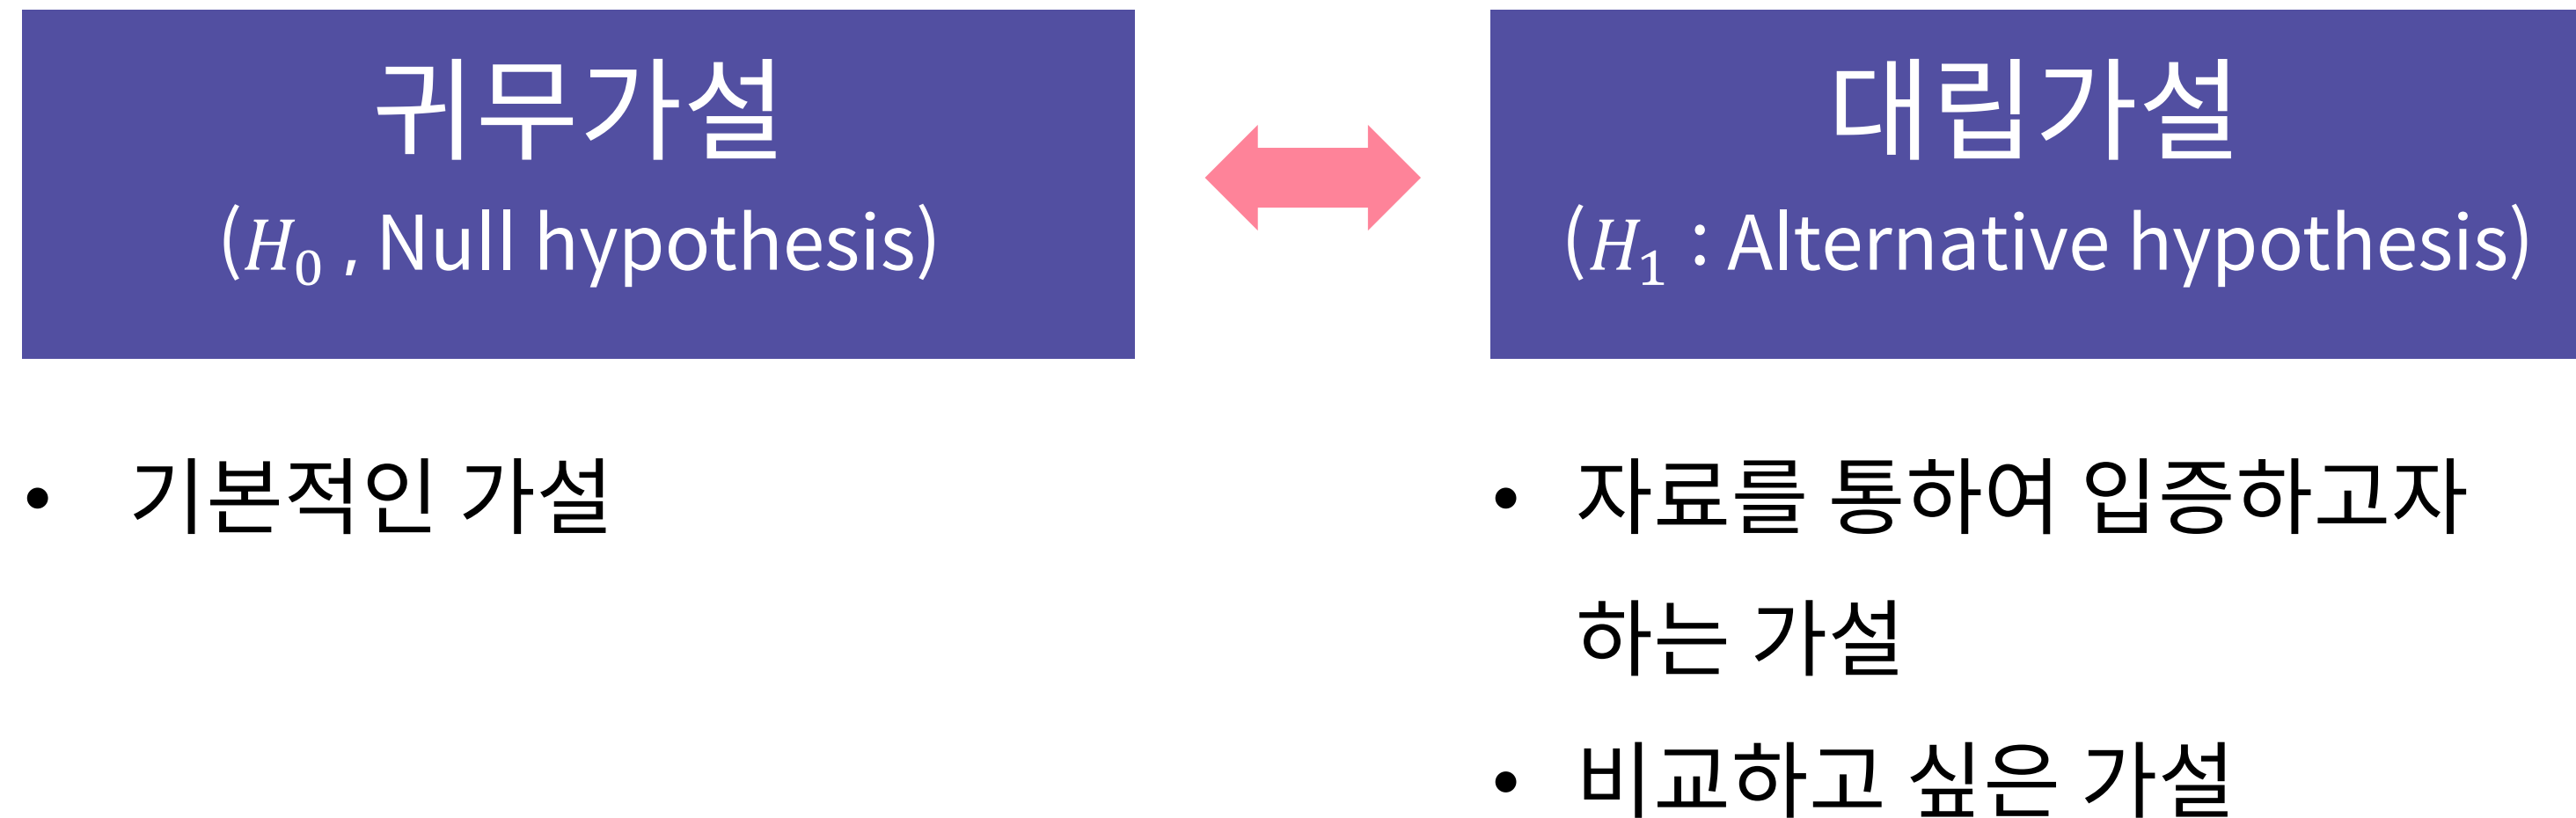 귀무가설
(H₀ , Null hypothesis)
대립가설
(H₁ : Alternative hypothesis)
• 기본적인 가설
• 자료를 통하여 입증하고자
하는 가설
• 비교하고 싶은 가설